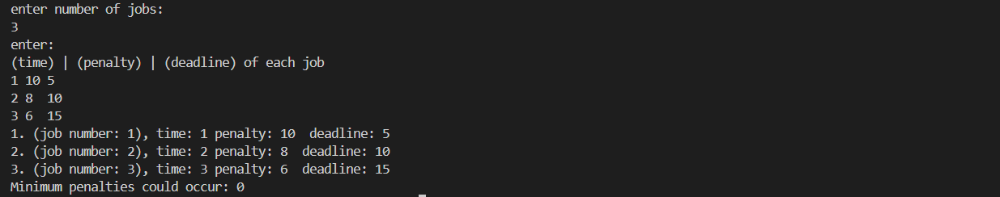 enter number of jobs:
3
enter:
(time) | (penalty) | (deadline) of each job
1 10 5
2 8  10
3 6  15
1. (job number: 1), time: 1 penalty: 10  deadline: 5
2. (job number: 2), time: 2 penalty: 8  deadline: 10
3. (job number: 3), time: 3 penalty: 6  deadline: 15
Minimum penalties could occur: 0